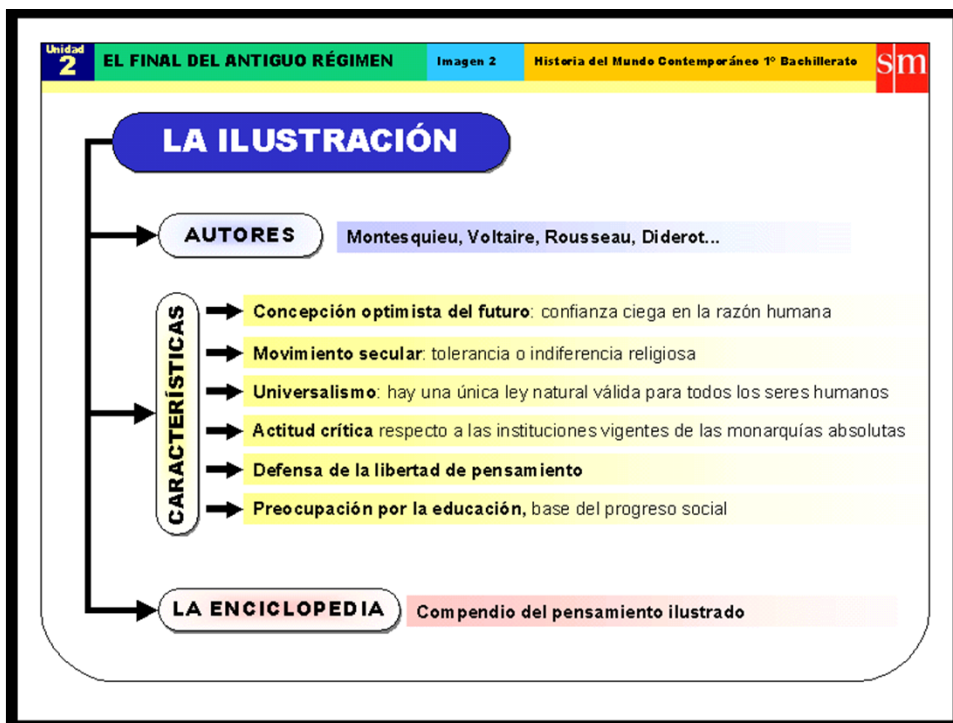 Unidad
2
EL FINAL DEL ANTIGUO RÉGIMEN
Imagen 2
Historia del Mundo Contemporáneo 1º Bachillerato
sm
LA ILUSTRACIÓN
AUTORES
Montesquieu, Voltaire, Rousseau, Diderot...
CARACTERÍSTICAS
Concepción optimista del futuro: confianza ciega en la razón humana
Movimiento secular: tolerancia o indiferencia religiosa
Universalismo: hay una única ley natural válida para todos los seres humanos
Actitud crítica respecto a las instituciones vigentes de las monarquías absolutas
Defensa de la libertad de pensamiento
Preocupación por la educación, base del progreso social
LA ENCICLOPEDIA
Compendio del pensamiento ilustrado